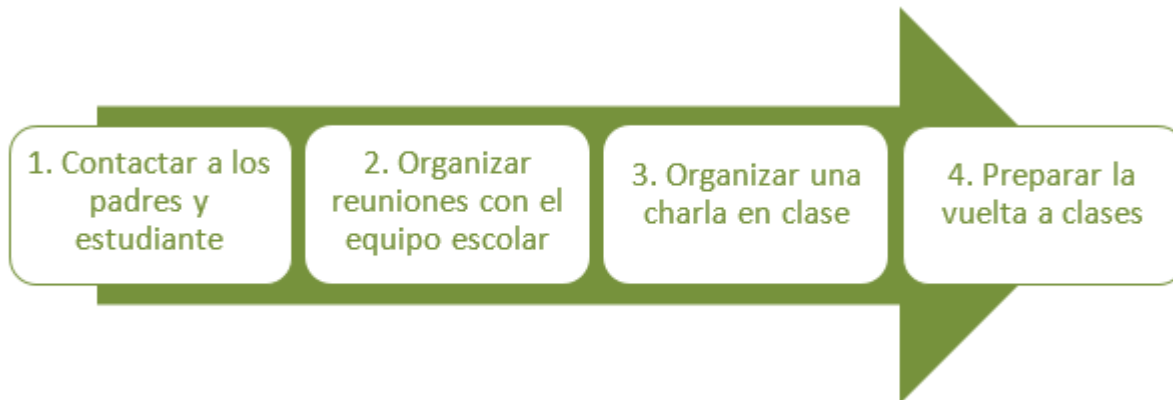 1. Contactar a los
padres y
estudiante
2. Organizar
reuniones con el
equipo escolar
3. Organizar una
charla en clase
4. Preparar la
vuelta a clases